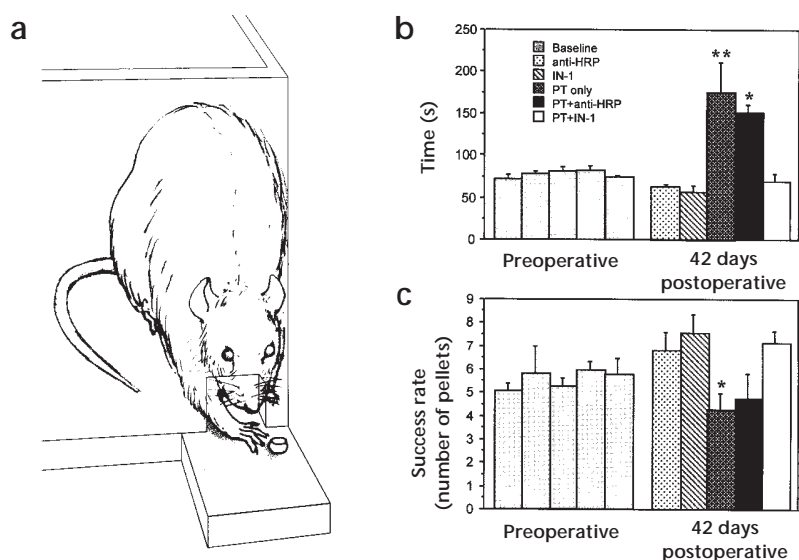 a
b
Time (s)
250
200
150
100
50
0
Baseline
anti-HRP
IN-1
PT only
PT+anti-HRP
PT+IN-1
**
*
Preoperative
42 days
postoperative
c
Success rate
(number of pellets)
9
8
7
6
5
4
3
2
1
0
*
Preoperative
42 days
postoperative